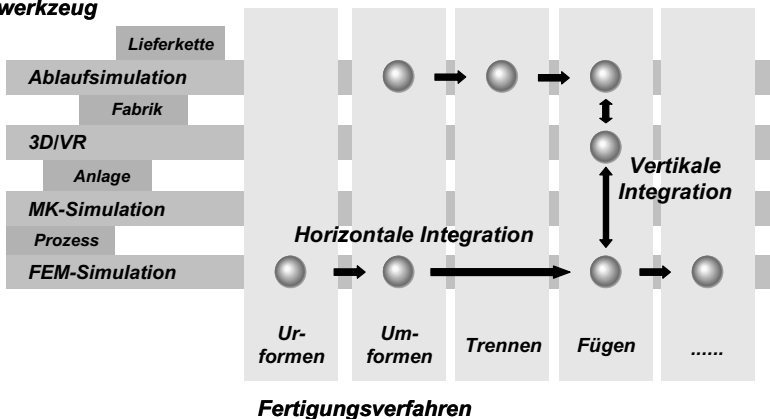 werkzeug
Lieferkette
Ablaufsimulation
Fabrik
3D/VR
Anlage
Vertikale
Integration
MK-Simulation
Prozess
Horizontale Integration
FEM-Simulation
Ur-
formen
Um-
formen
Trennen
Fügen
......
Fertigungsverfahren